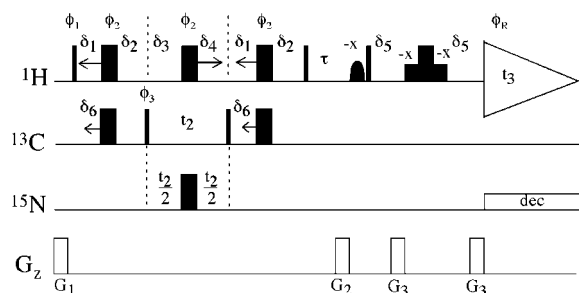 ϕ₁ ϕ₂ ϕ₂ ϕ₂ ϕR
δ₁ δ₂ δ₃ δ₄ δ₁ δ₂ τ -x δ₅ -x -x δ₅
¹H t₃
δ₆ ϕ₃ t₂ δ₆
¹³C
t₂/2 t₂/2
¹⁵N dec
Gz
G₁ G₂ G₃ G₃